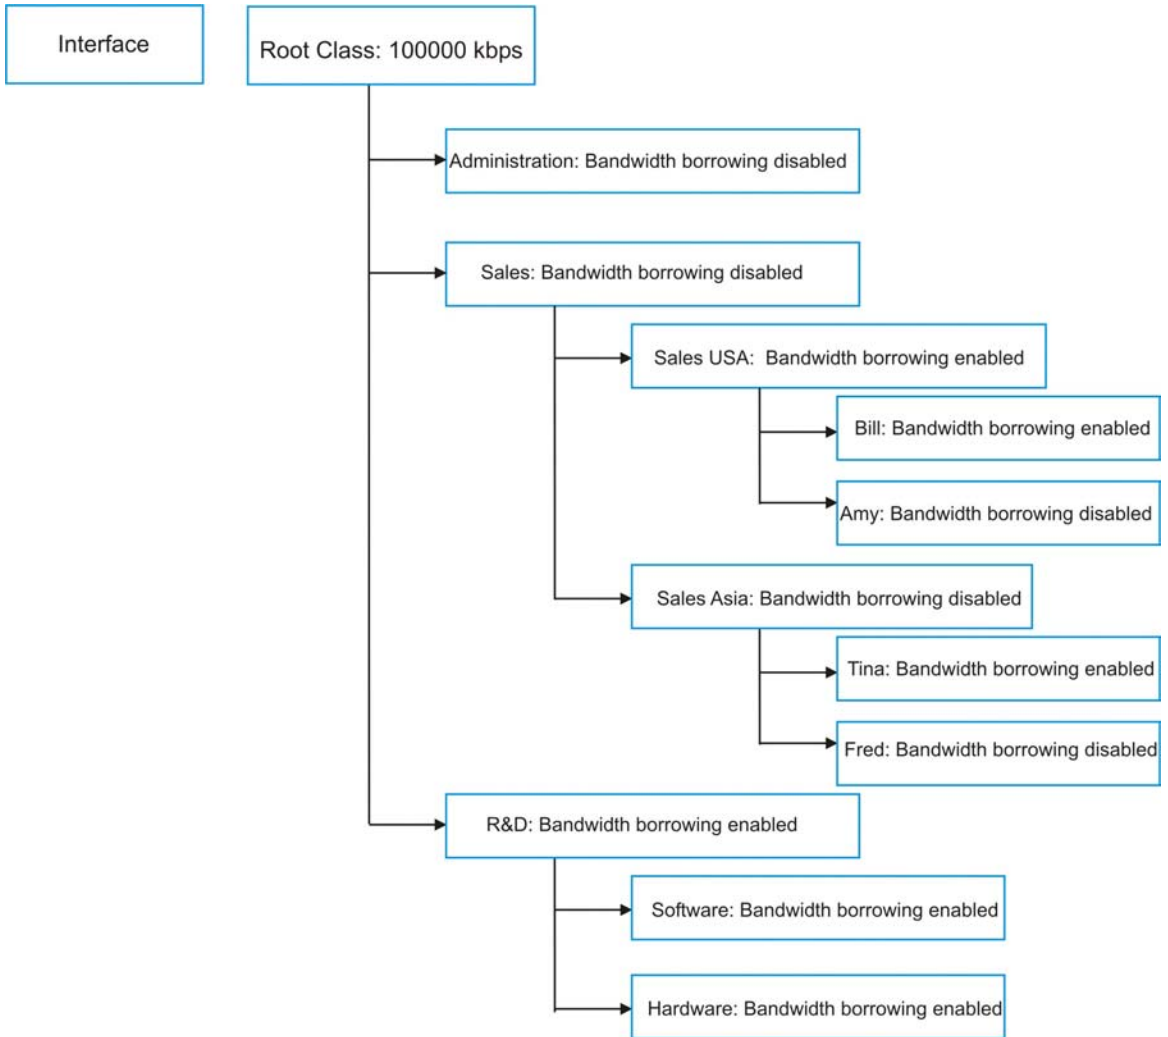 Interface
Root Class: 100000 kbps
Administration: Bandwidth borrowing disabled
Sales: Bandwidth borrowing disabled
Sales USA:  Bandwidth borrowing enabled
Bill: Bandwidth borrowing enabled
Amy: Bandwidth borrowing disabled
Sales Asia: Bandwidth borrowing disabled
Tina: Bandwidth borrowing enabled
Fred: Bandwidth borrowing disabled
R&D: Bandwidth borrowing enabled
Software: Bandwidth borrowing enabled
Hardware: Bandwidth borrowing enabled